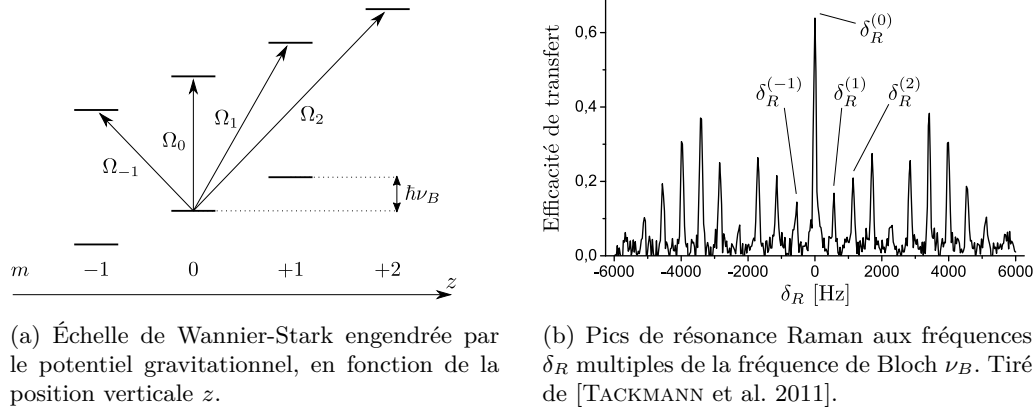 Ω₋₁
Ω₀
Ω₁
Ω₂
ℏν_B
m
−1
0
+1
+2
z
(a) Échelle de Wannier-Stark engendrée par
le potentiel gravitationnel, en fonction de la
position verticale z.
Efficacité de transfert
0,6
0,4
0,2
0,0
δ_R^(0)
δ_R^(−1)
δ_R^(1)
δ_R^(2)
-6000
-4000
-2000
0
2000
4000
6000
δ_R [Hz]
(b) Pics de résonance Raman aux fréquences
δ_R multiples de la fréquence de Bloch ν_B. Tiré
de [TACKMANN et al. 2011].